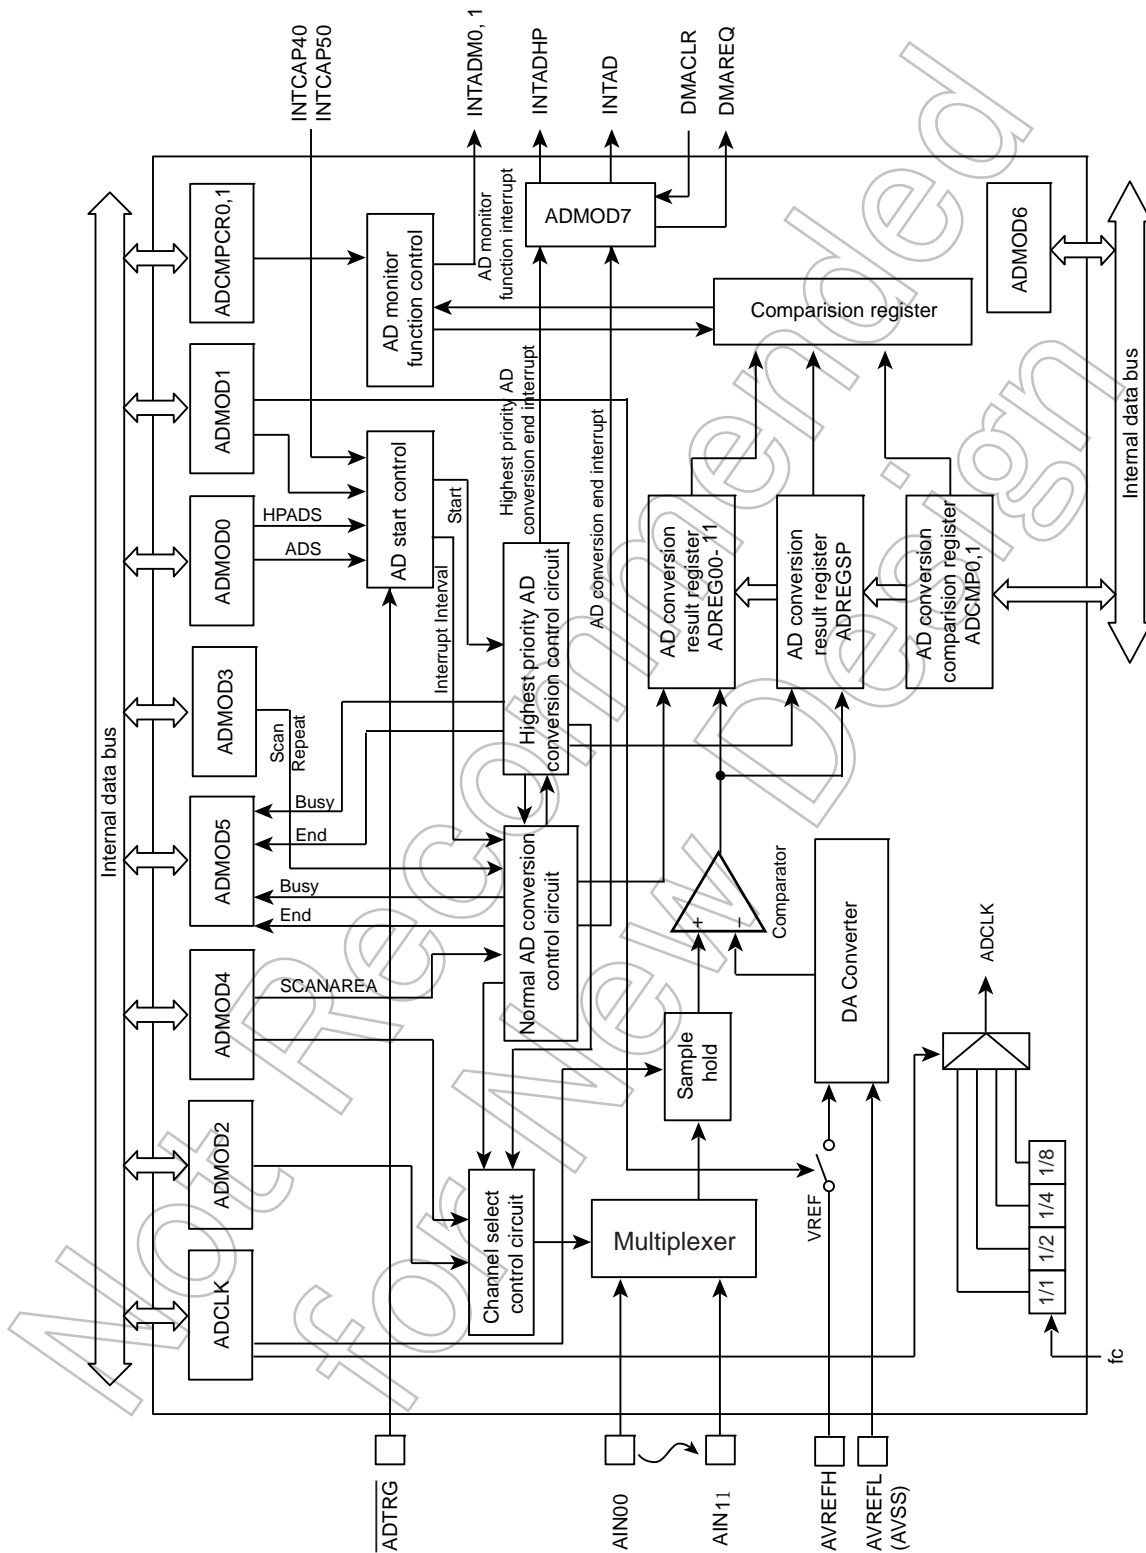 Internal data bus
ADCLK
ADMOD2
ADMOD4
ADMOD5
ADMOD3
ADMOD0
ADMOD1
ADCMPCR0,1
INTCAP40
INTCAP50
SCANAREA
End
Busy
End
Busy
Scan
Repeat
ADS
HPADS
ADTRG
AD start control
Interrupt Interval
Start
AD monitor
function control
AD monitor
function interrupt
INTADM0, 1
Channel select
control circuit
Normal AD conversion
control circuit
Highest priority AD
conversion control circuit
Highest priority AD
conversion end interrupt
AD conversion end interrupt
ADMOD7
INTADHP
INTAD
DMACLR
DMAREQ
AIN00
AIN11
Multiplexer
Sample
hold
+
−
Comparator
AD conversion
result register
ADREG00- 11
AD conversion
result register
ADREGSP
AD conversion
comparision register
ADCMP0,1
Comparision register
AVREFH
AVREFL
(AVSS)
VREF
DA Converter
ADCLK
fc
1/1
1/2
1/4
1/8
ADMOD6
Internal data bus
Not Recommended
for New Design